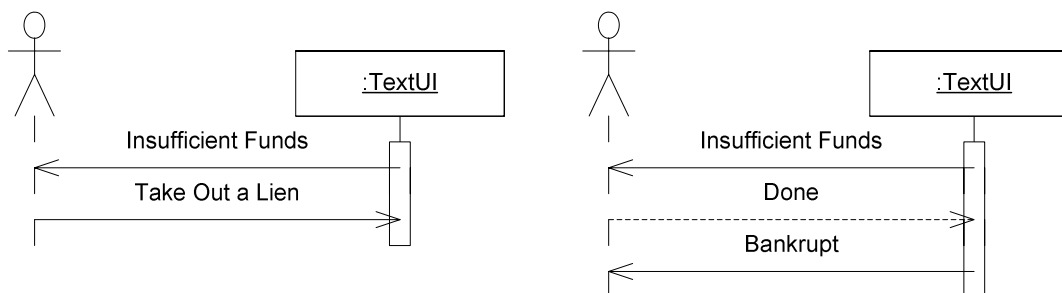 :TextUI
Insufficient Funds
Take Out a Lien
:TextUI
Insufficient Funds
Done
Bankrupt